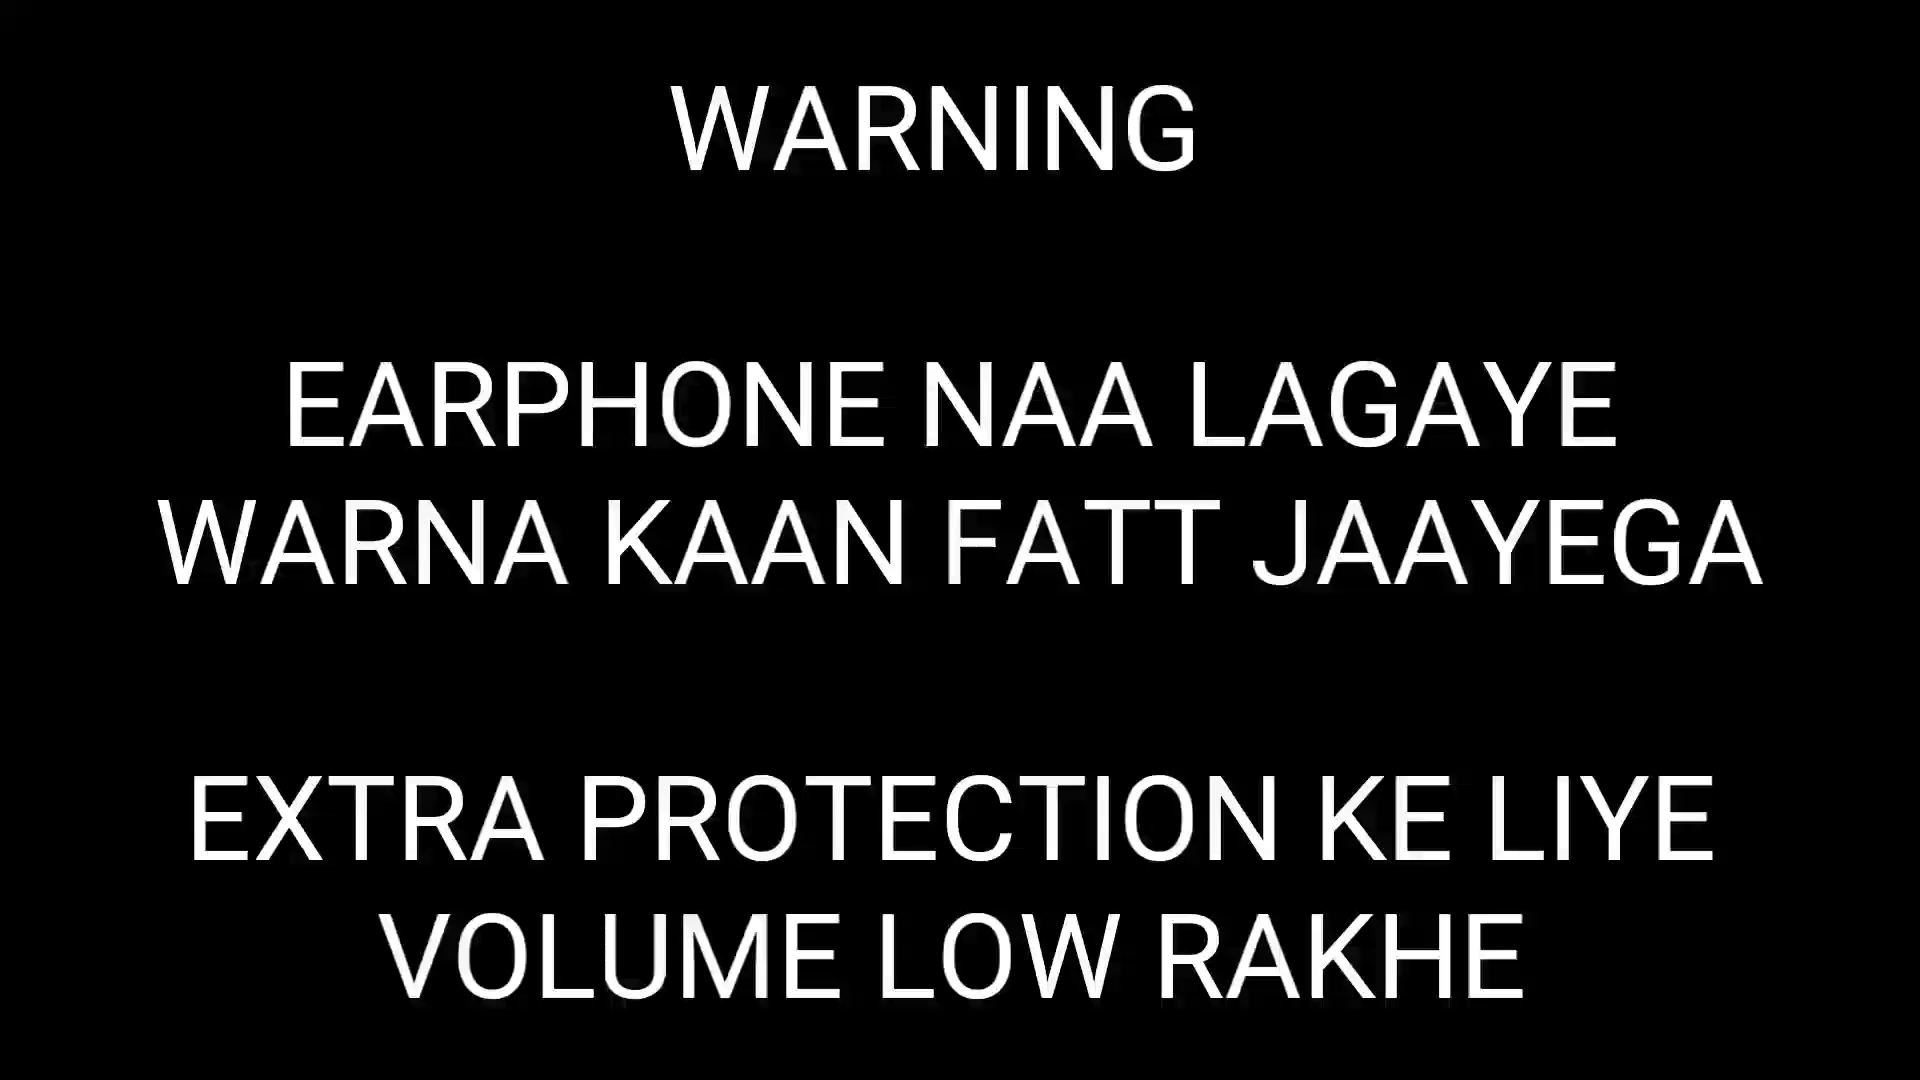 WARNING
EARPHONE NAA LAGAYE
WARNA KAAN FATT JAAYEGA
EXTRA PROTECTION KE LIYE
VOLUME LOW RAKHE